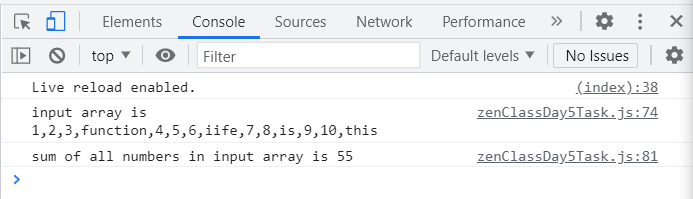 Elements Console Sources Network Performance »
top Filter Default levels No Issues
Live reload enabled. (index):38
input array is zenClassDay5Task.js:74
1,2,3,function,4,5,6,iife,7,8,is,9,10,this
sum of all numbers in input array is 55 zenClassDay5Task.js:81
>